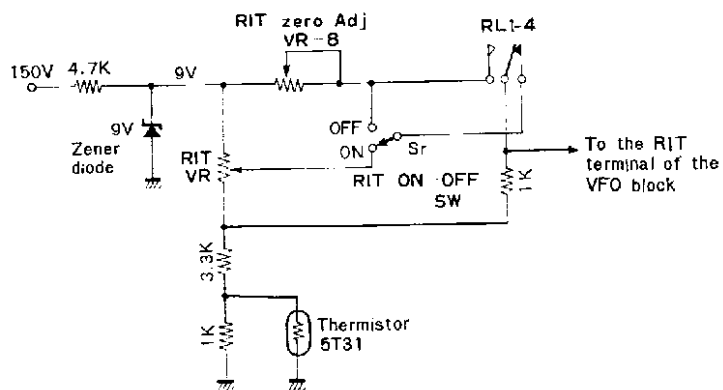 RIT zero Adj
VR-8
RL1-4
150V
4.7K
9V
9V
Zener
diode
OFF
ON
Sr
RIT
VR
RIT ON OFF
SW
To the RIT
terminal of the
VFO block
1K
3.3K
1K
Thermistor
5T31